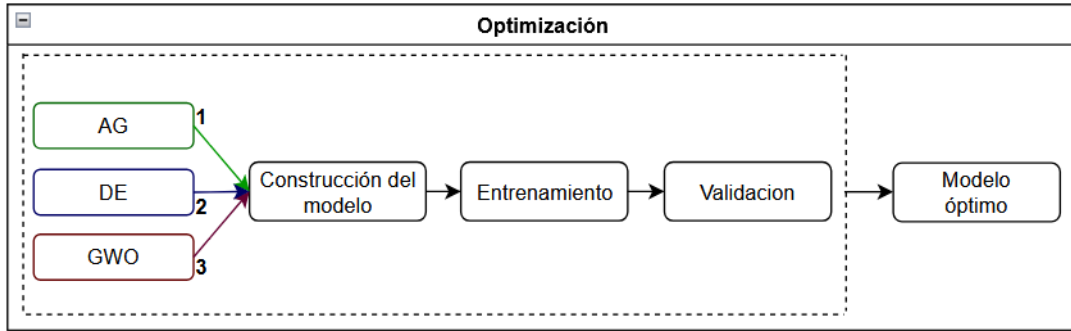 Optimización
AG
1
DE
2
GWO
3
Construcción del
modelo
Entrenamiento
Validacion
Modelo
óptimo